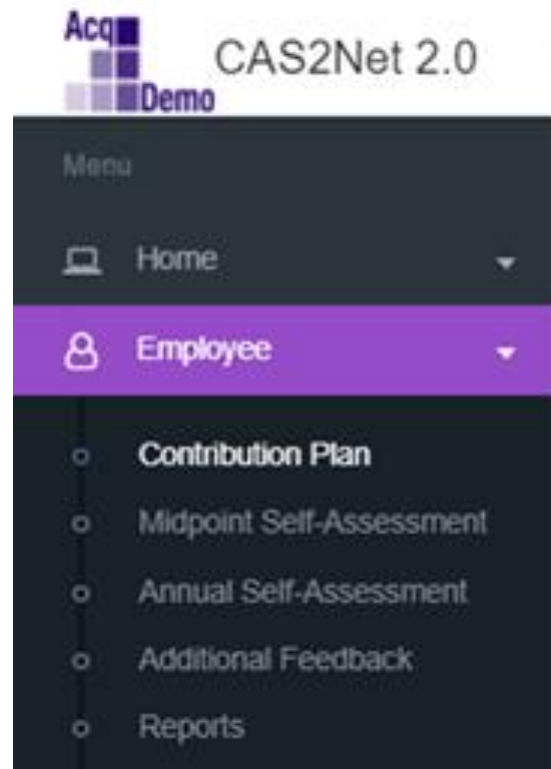 Acq
Demo
CAS2Net 2.0
Menu
Home
Employee
Contribution Plan
Midpoint Self-Assessment
Annual Self-Assessment
Additional Feedback
Reports